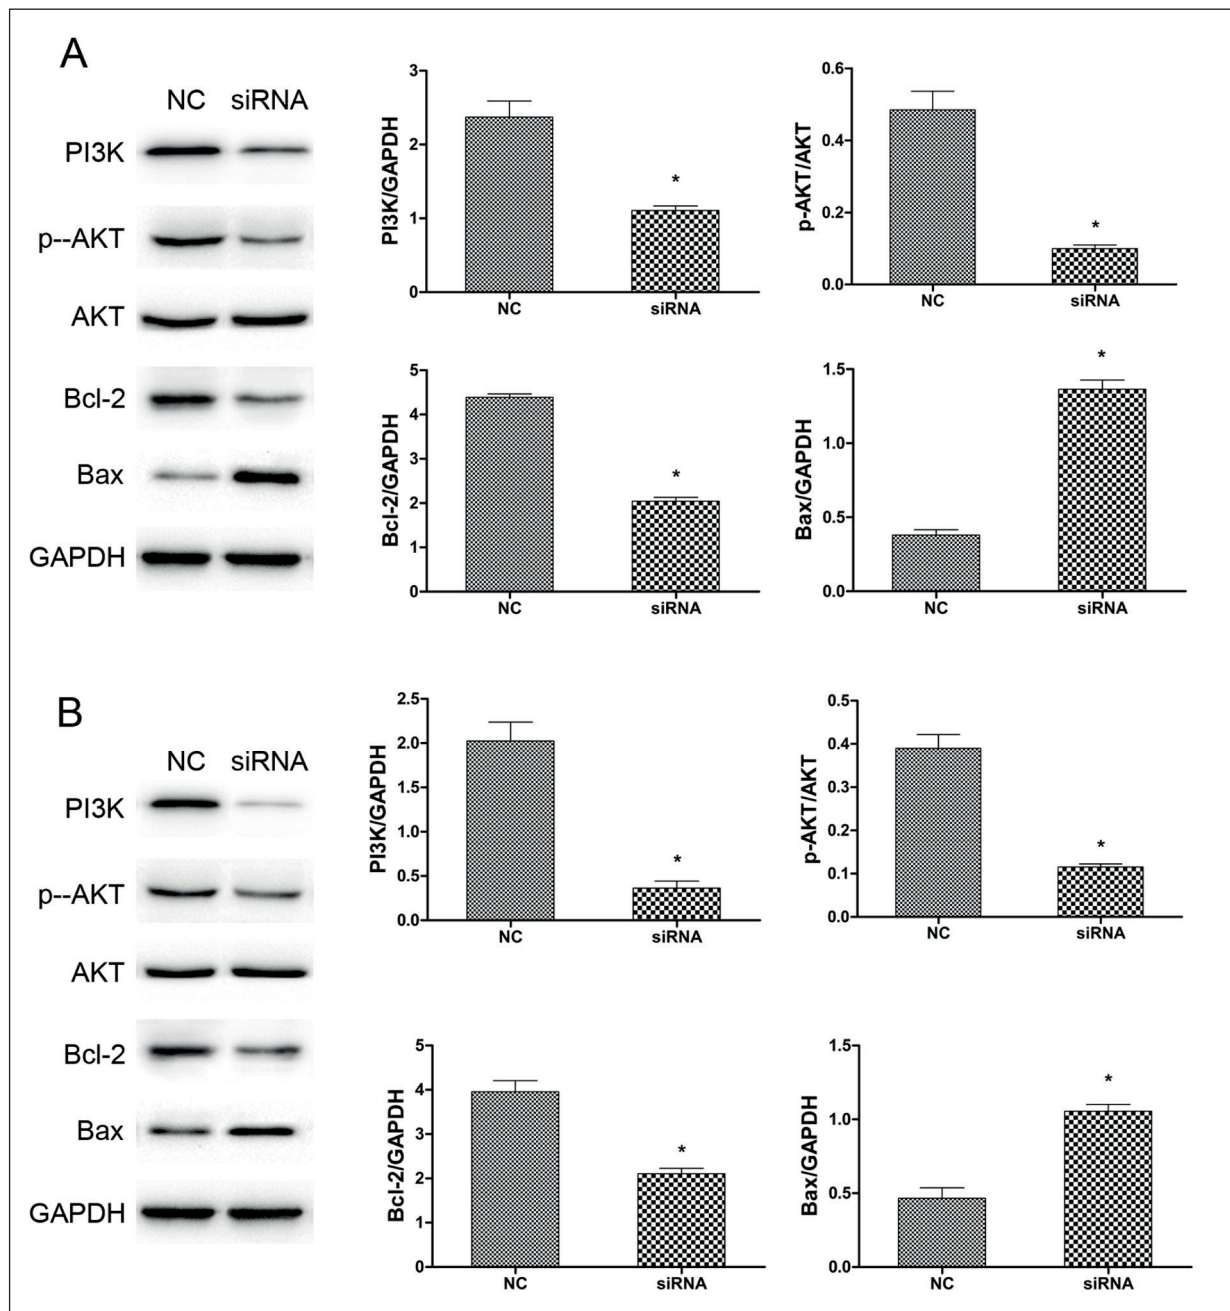 A
NC siRNA
PI3K
p--AKT
AKT
Bcl-2
Bax
GAPDH
PI3K/GAPDH
3
2
1
0
NC siRNA
*
p-AKT/AKT
0.6
0.4
0.2
0.0
NC siRNA
*
Bcl-2/GAPDH
5
4
3
2
1
0
NC siRNA
*
Bax/GAPDH
1.5
1.0
0.5
0.0
NC siRNA
*
B
NC siRNA
PI3K
p--AKT
AKT
Bcl-2
Bax
GAPDH
PI3K/GAPDH
2.5
2.0
1.5
1.0
0.5
0.0
NC siRNA
*
p-AKT/AKT
0.5
0.4
0.3
0.2
0.1
0.0
NC siRNA
*
Bcl-2/GAPDH
5
4
3
2
1
0
NC siRNA
*
Bax/GAPDH
1.5
1.0
0.5
0.0
NC siRNA
*